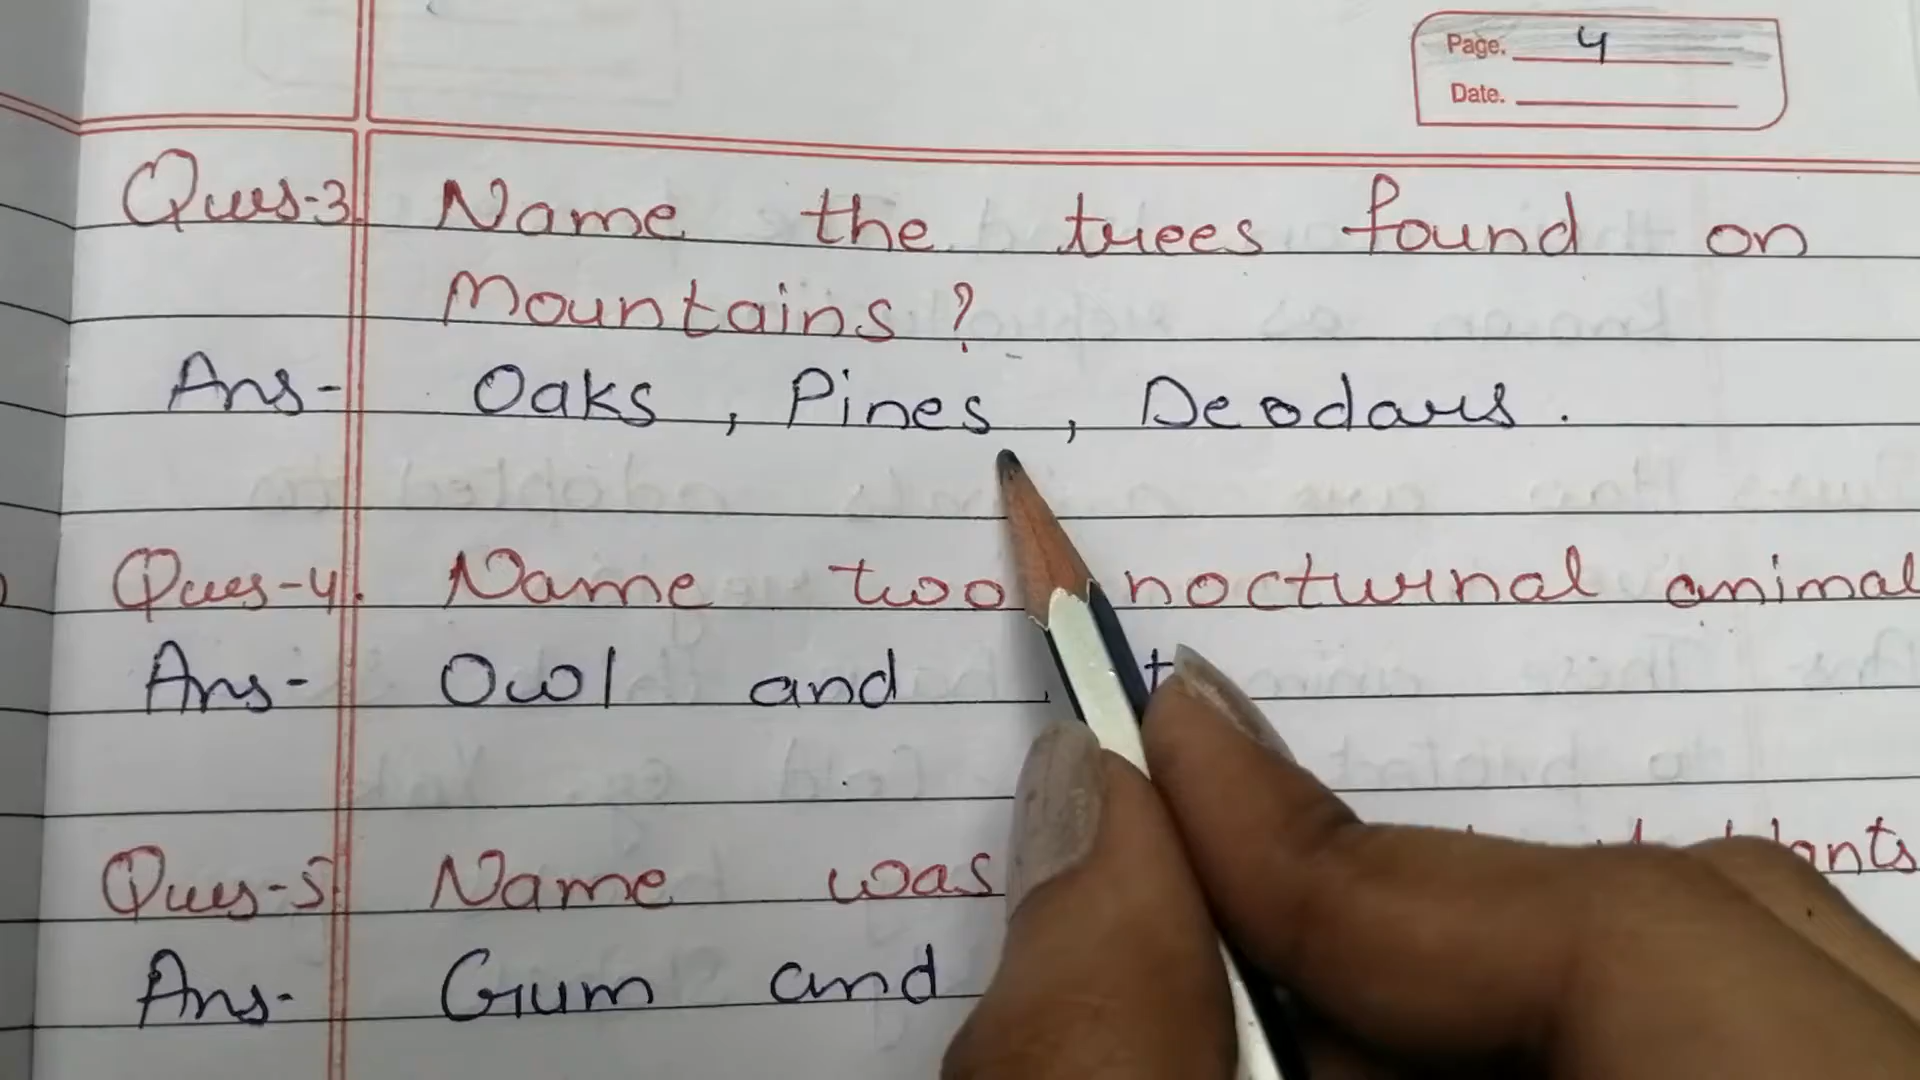 Page. 4
Date.
Ques-3. Name the trees found on
Mountains?
Ans- Oaks, Pines, Deodars.
Ques-4. Name two nocturnal animal
Ans- Owl and
Ques-5. Name
Ans- Gum and